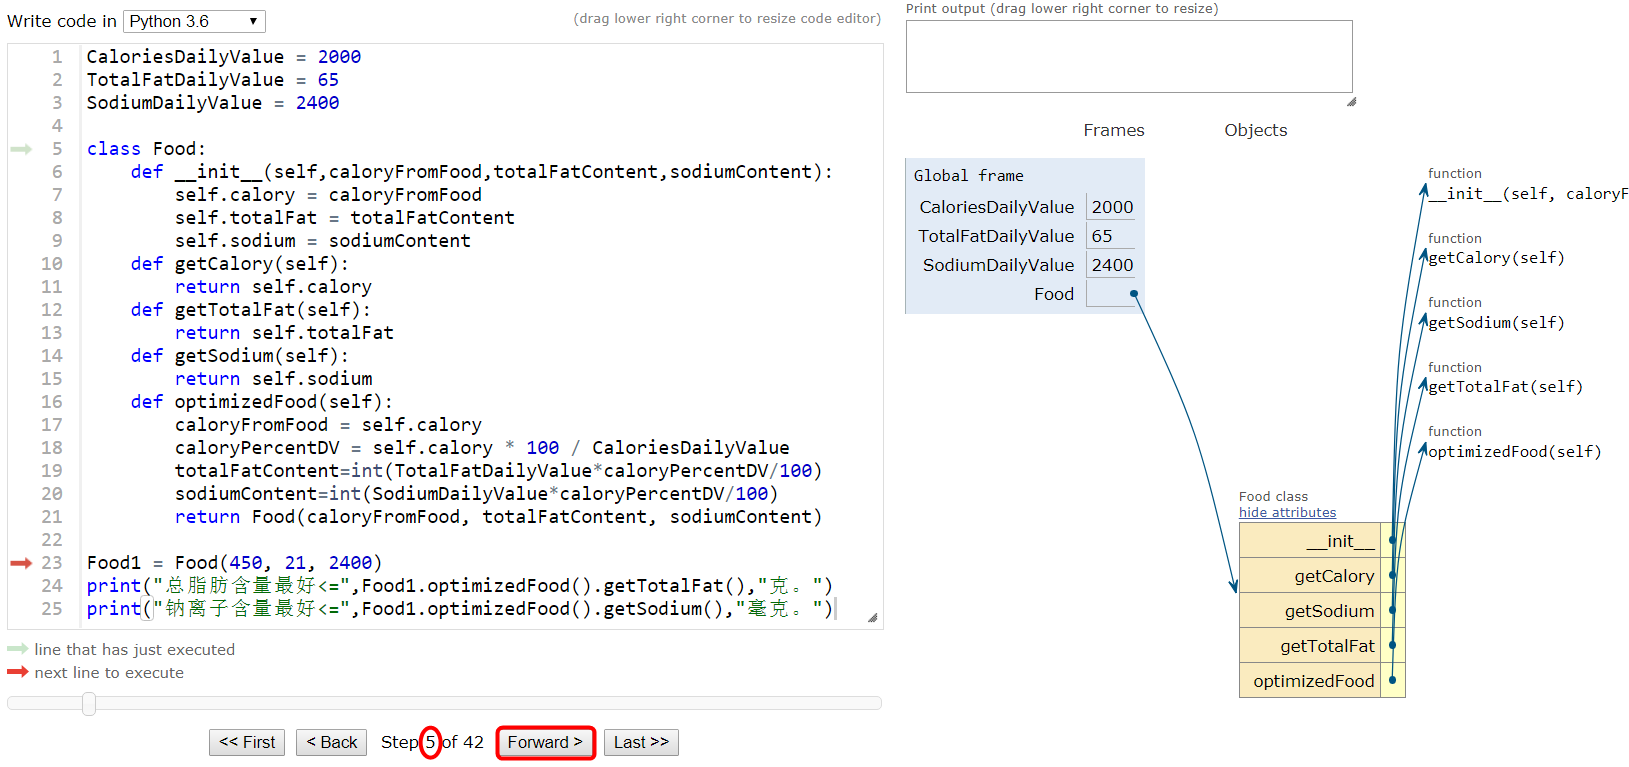 Write code in Python 3.6
(drag lower right corner to resize code editor)
1 CaloriesDailyValue = 2000
2 TotalFatDailyValue = 65
3 SodiumDailyValue = 2400
4
5 class Food:
6 def __init__(self,caloryFromFood,totalFatContent,sodiumContent):
7 self.calory = caloryFromFood
8 self.totalFat = totalFatContent
9 self.sodium = sodiumContent
10 def getCalory(self):
11 return self.calory
12 def getTotalFat(self):
13 return self.totalFat
14 def getSodium(self):
15 return self.sodium
16 def optimizedFood(self):
17 caloryFromFood = self.calory
18 caloryPercentDV = self.calory * 100 / CaloriesDailyValue
19 totalFatContent=int(TotalFatDailyValue*caloryPercentDV/100)
20 sodiumContent=int(SodiumDailyValue*caloryPercentDV/100)
21 return Food(caloryFromFood, totalFatContent, sodiumContent)
22
23 Food1 = Food(450, 21, 2400)
24 print("总脂肪含量最好<=",Food1.optimizedFood().getTotalFat(),"克。")
25 print("钠离子含量最好<=",Food1.optimizedFood().getSodium(),"毫克。")
line that has just executed
next line to execute
<< First
< Back
Step 5 of 42
Forward >
Last >>
Print output (drag lower right corner to resize)
Frames
Objects
Global frame
CaloriesDailyValue 2000
TotalFatDailyValue 65
SodiumDailyValue 2400
Food
function
__init__(self, caloryF
function
getCalory(self)
function
getSodium(self)
function
getTotalFat(self)
function
optimizedFood(self)
Food class
hide attributes
__init__
getCalory
getSodium
getTotalFat
optimizedFood